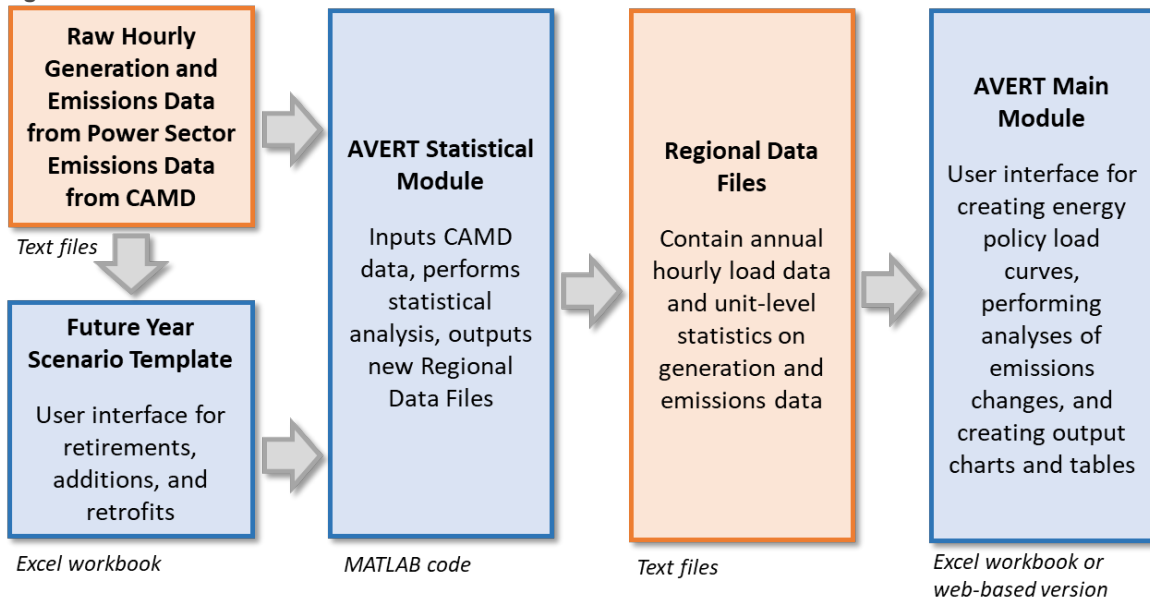 Raw Hourly
Generation and
Emissions Data
from Power Sector
Emissions Data
from CAMD
Text files
Future Year
Scenario Template
User interface for
retirements,
additions, and
retrofits
Excel workbook
AVERT Statistical
Module
Inputs CAMD
data, performs
statistical
analysis, outputs
new Regional
Data Files
MATLAB code
Regional Data
Files
Contain annual
hourly load data
and unit-level
statistics on
generation and
emissions data
Text files
AVERT Main
Module
User interface for
creating energy
policy load
curves,
performing
analyses of
emissions
changes, and
creating output
charts and tables
Excel workbook or
web-based version